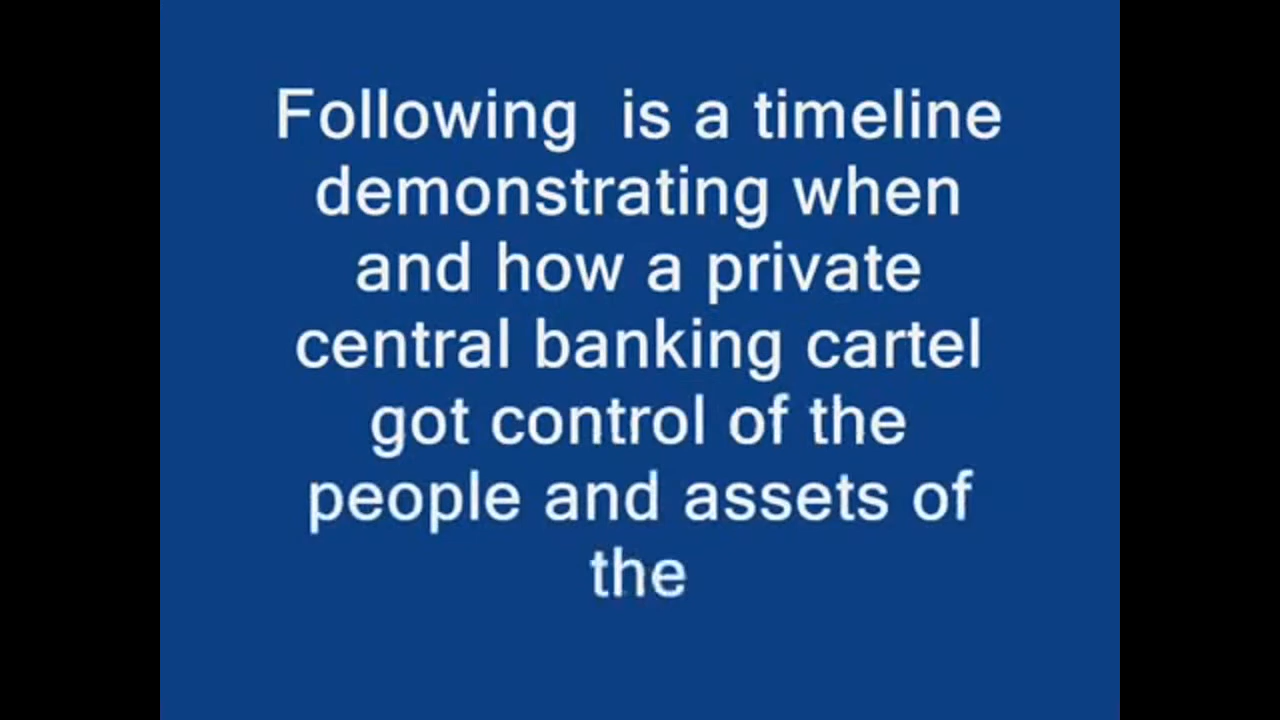 Following  is a timeline
demonstrating when
and how a private
central banking cartel
got control of the
people and assets of
the